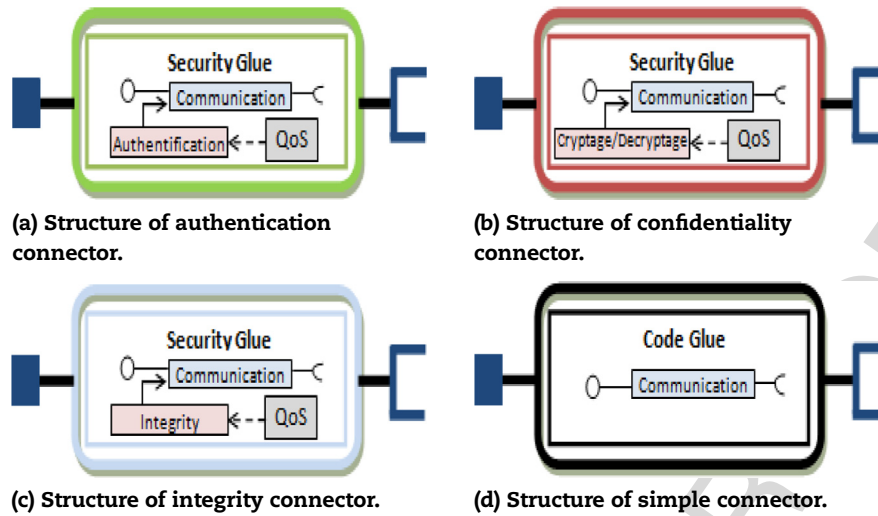 Security Glue
Communication
Authentification
QoS
(a) Structure of authentication
connector.
Security Glue
Communication
Cryptage/Decryptage
QoS
(b) Structure of confidentiality
connector.
Security Glue
Communication
Integrity
QoS
(c) Structure of integrity connector.
Code Glue
Communication
(d) Structure of simple connector.